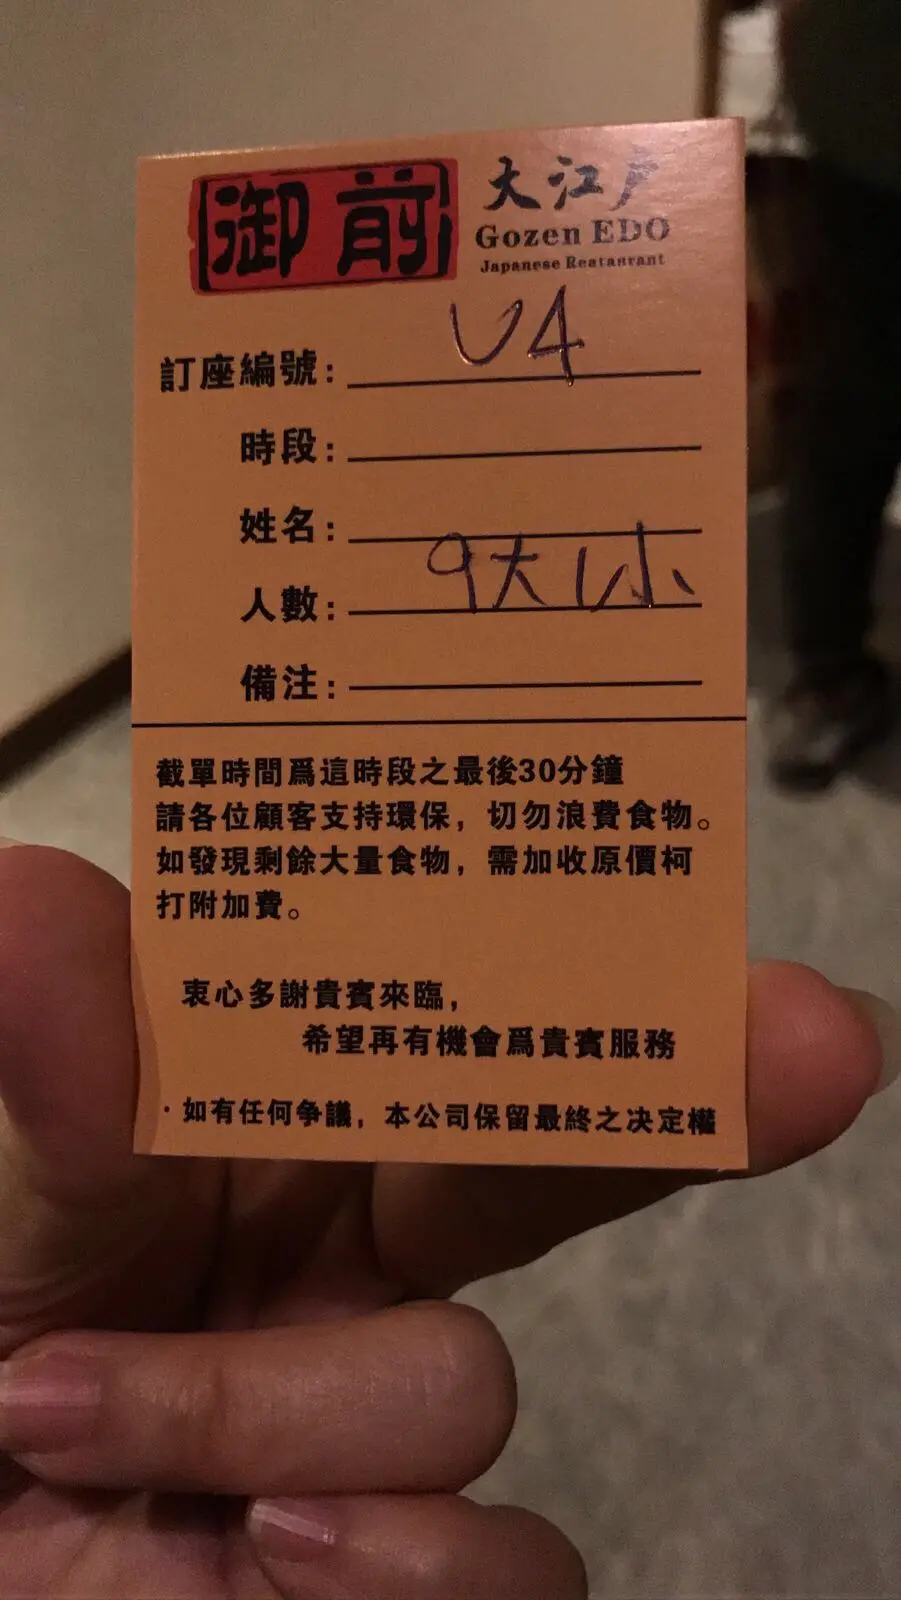 御前
大江戶
Gozen EDO
Japanese Restaurant
訂座編號: V4
時段:
姓名:
人數: 9大1小
備注:
截單時間爲這時段之最後30分鐘
請各位顧客支持環保，切勿浪費食物。
如發現剩餘大量食物，需加收原價柯
打附加費。
衷心多謝貴賓來臨，
希望再有機會爲貴賓服務
·如有任何争議，本公司保留最終之决定權